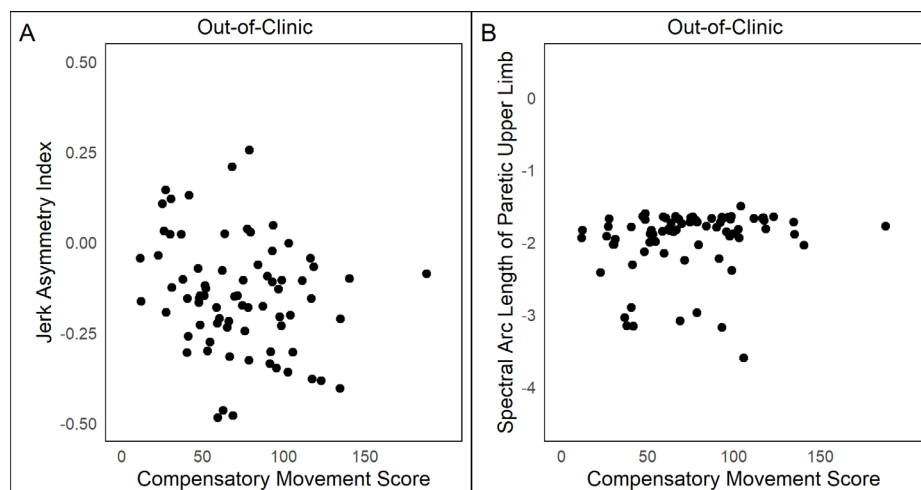 A
Out-of-Clinic
Jerk Asymmetry Index
0.50
0.25
0.00
-0.25
-0.50
0
50
100
150
Compensatory Movement Score
B
Out-of-Clinic
Spectral Arc Length of Paretic Upper Limb
0
-1
-2
-3
-4
0
50
100
150
Compensatory Movement Score